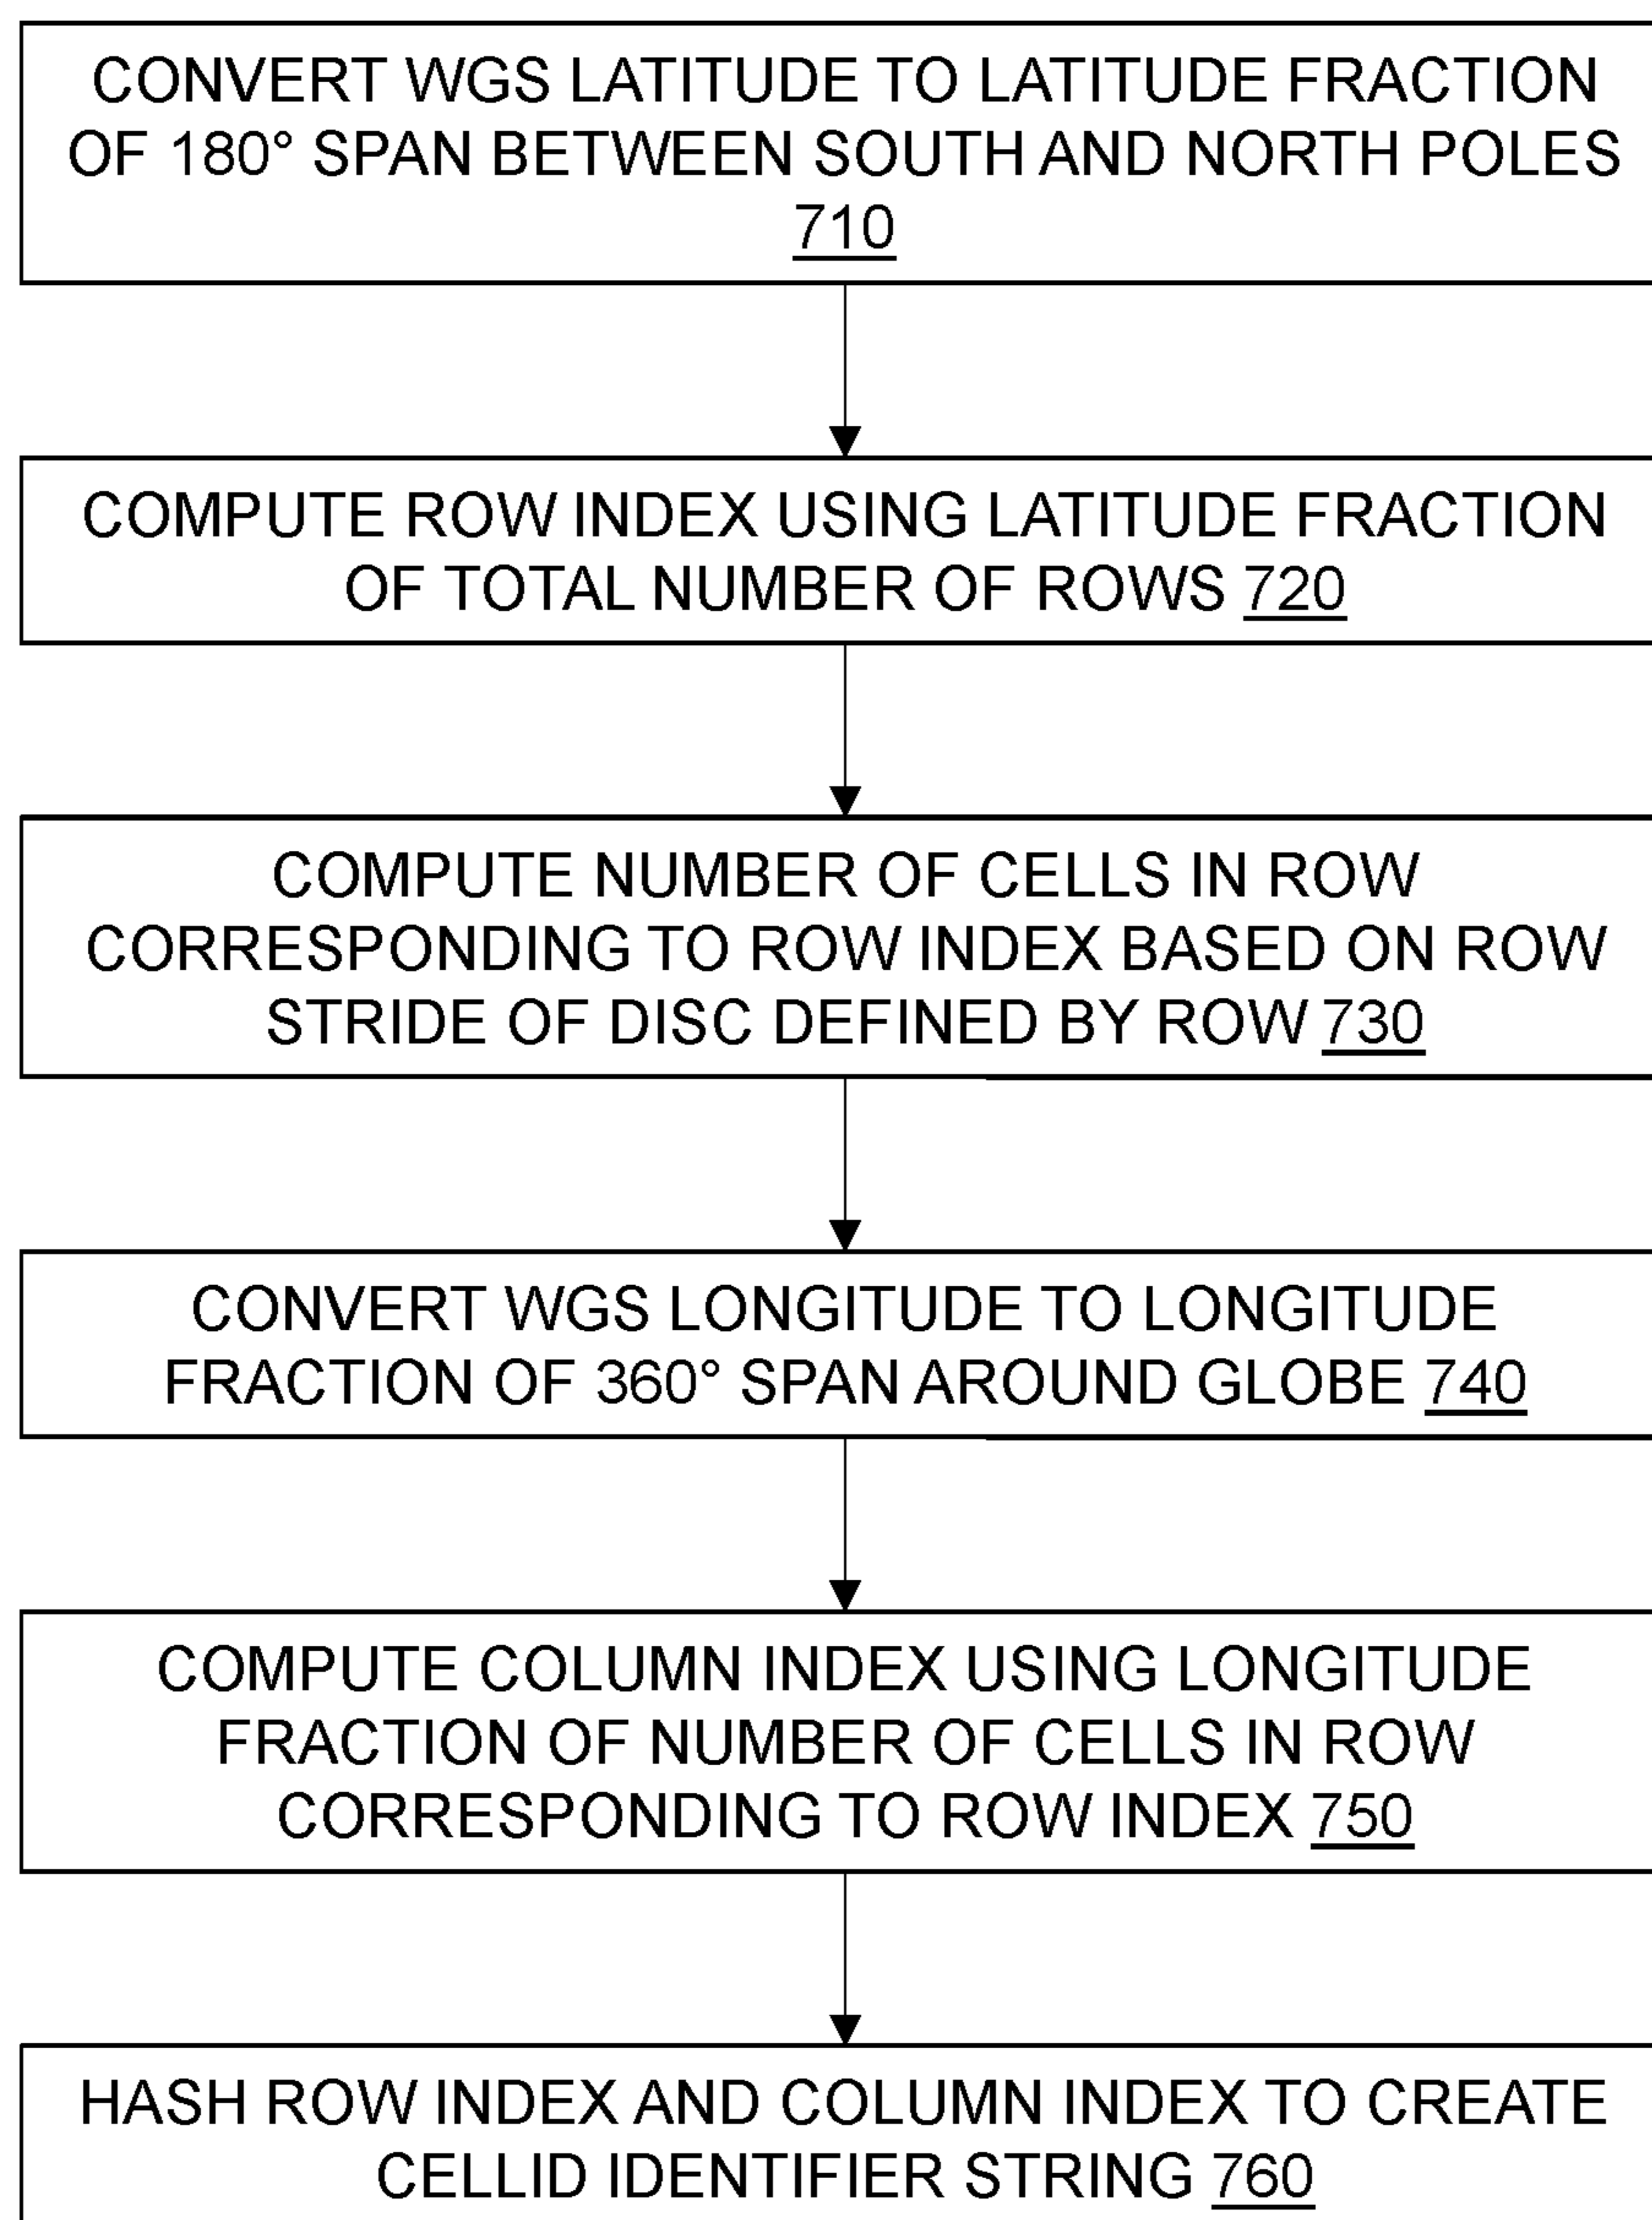 CONVERT WGS LATITUDE TO LATITUDE FRACTION
OF 180° SPAN BETWEEN SOUTH AND NORTH POLES
710
COMPUTE ROW INDEX USING LATITUDE FRACTION
OF TOTAL NUMBER OF ROWS 720
COMPUTE NUMBER OF CELLS IN ROW
CORRESPONDING TO ROW INDEX BASED ON ROW
STRIDE OF DISC DEFINED BY ROW 730
CONVERT WGS LONGITUDE TO LONGITUDE
FRACTION OF 360° SPAN AROUND GLOBE 740
COMPUTE COLUMN INDEX USING LONGITUDE
FRACTION OF NUMBER OF CELLS IN ROW
CORRESPONDING TO ROW INDEX 750
HASH ROW INDEX AND COLUMN INDEX TO CREATE
CELLID IDENTIFIER STRING 760